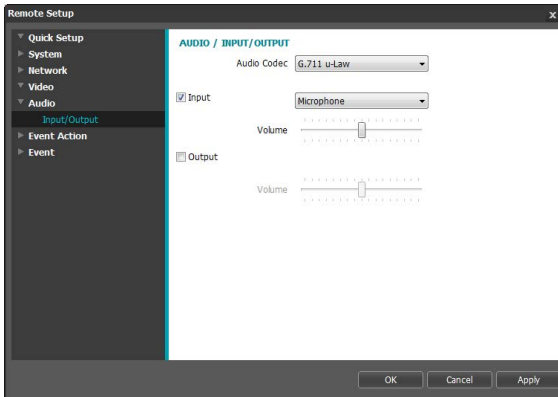 Remote Setup
x
Quick Setup
System
Network
Video
Audio
Input/Output
Event Action
Event
AUDIO / INPUT/OUTPUT
Audio Codec G.711 u-Law
Input Microphone
Volume
Output
Volume
OK Cancel Apply